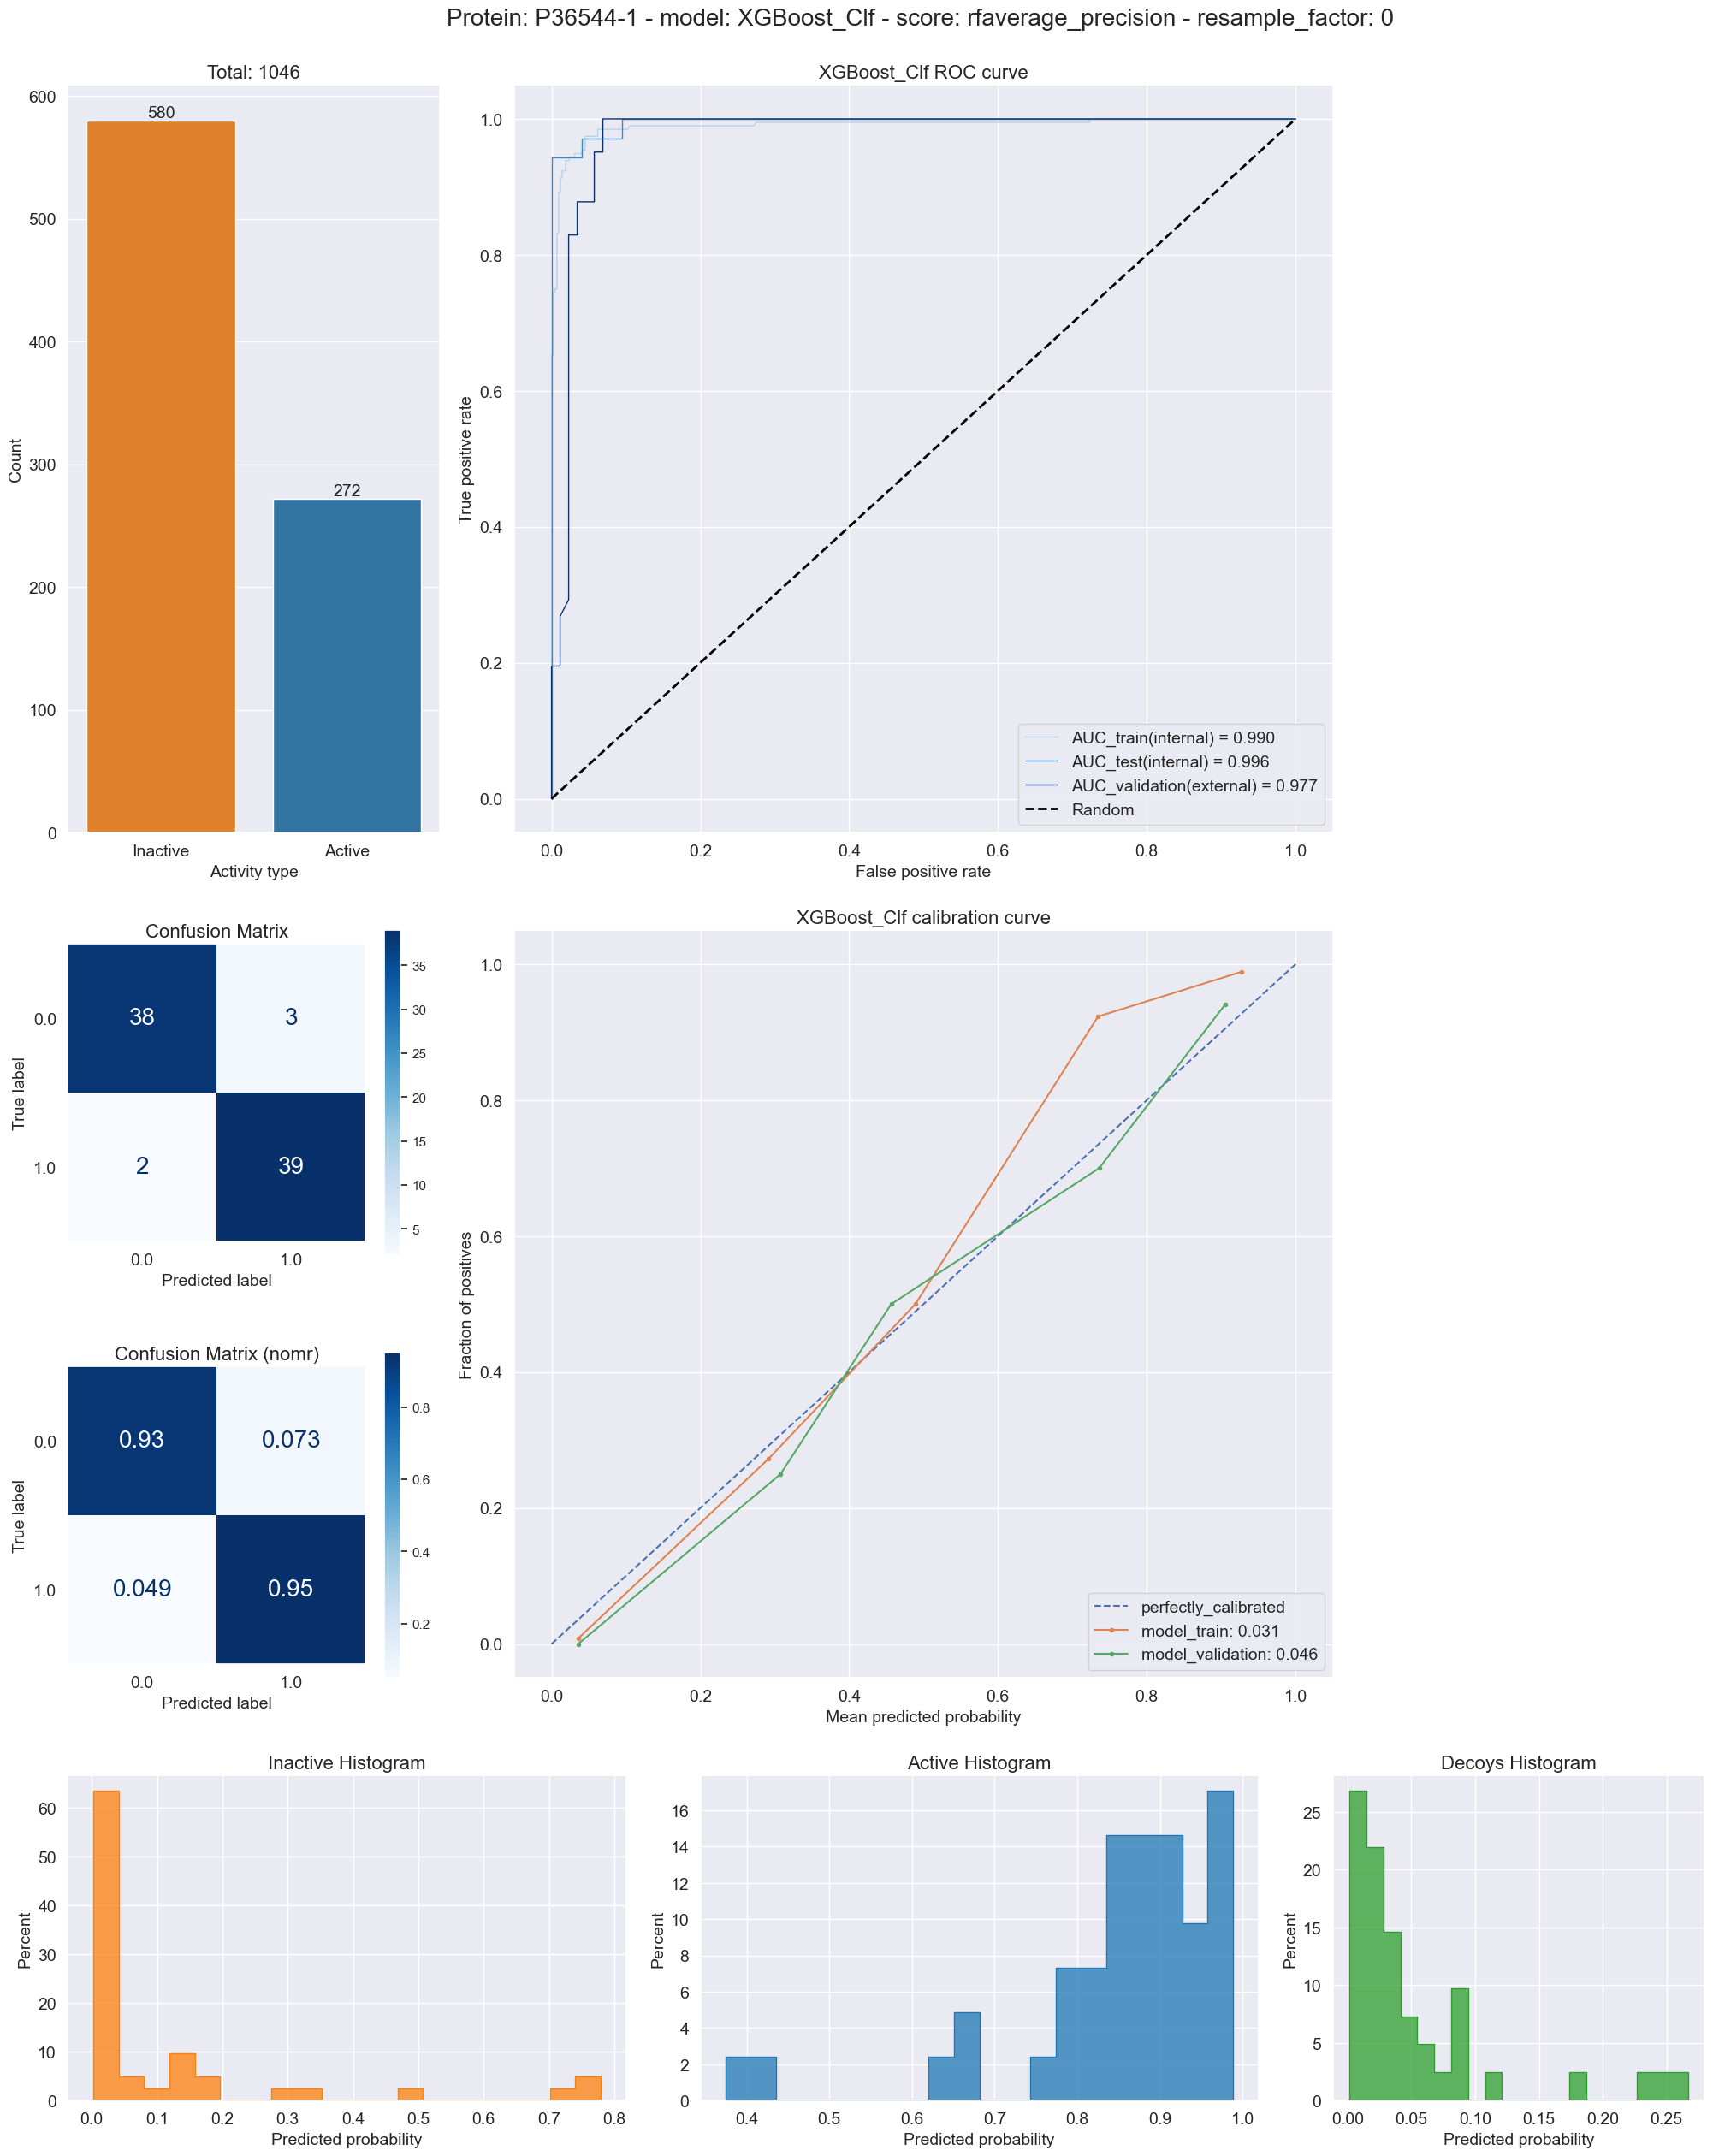 Protein: P36544-1 - model: XGBoost_Clf - score: rfaverage_precision - resample_factor: 0
Total: 1046
600
500
400
300
200
100
0
Count
580
272
Inactive
Active
Activity type
XGBoost_Clf ROC curve
1.0
0.8
0.6
0.4
0.2
0.0
True positive rate
AUC_train(internal) = 0.990
AUC_test(internal) = 0.996
AUC_validation(external) = 0.977
Random
0.0 0.2 0.4 0.6 0.8 1.0
False positive rate
Confusion Matrix
True label
0.0
38 3
1.0
2 39
0.0 1.0
Predicted label
35
30
25
20
15
10
5
XGBoost_Clf calibration curve
1.0
0.8
0.6
0.4
0.2
0.0
Fraction of positives
perfectly_calibrated
model_train: 0.031
model_validation: 0.046
0.0 0.2 0.4 0.6 0.8 1.0
Mean predicted probability
Confusion Matrix (nomr)
True label
0.0
0.93 0.073
1.0
0.049 0.95
0.0 1.0
Predicted label
0.8
0.6
0.4
0.2
Inactive Histogram
60
50
40
30
20
10
0
Percent
0.0 0.1 0.2 0.3 0.4 0.5 0.6 0.7 0.8
Predicted probability
Active Histogram
16
14
12
10
8
6
4
2
0
Percent
0.4 0.5 0.6 0.7 0.8 0.9 1.0
Predicted probability
Decoys Histogram
25
20
15
10
5
0
Percent
0.00 0.05 0.10 0.15 0.20 0.25
Predicted probability